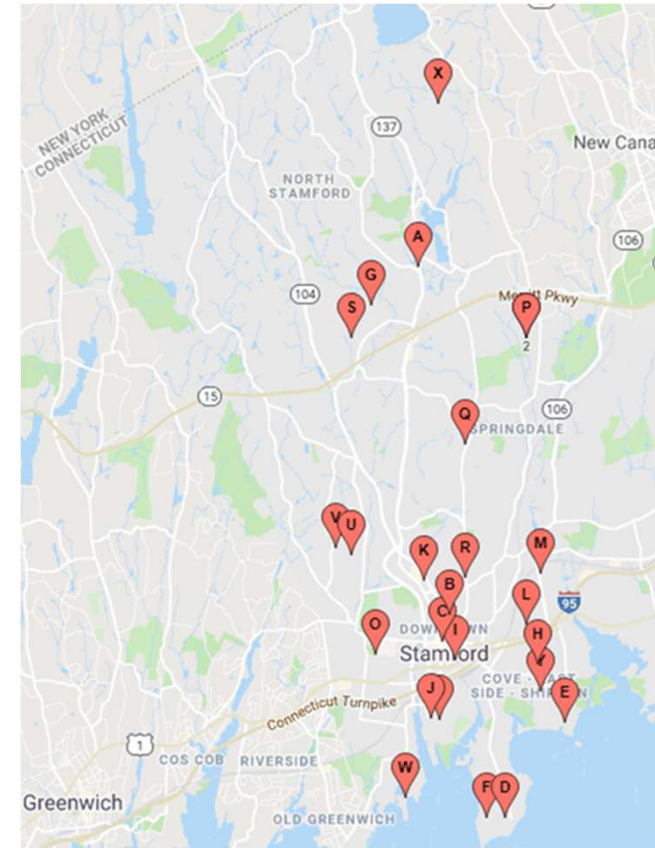 X
137
NEW YORK
CONNECTICUT
New Cana
NORTH
STAMFORD
A
106
G
104
S
Merritt Pkwy
P
2
15
Q
106
SPRINGDALE
V
U
K
R
M
B
L
95
C
O
I
H
DOWNTOWN
Stamford
COVE - EAST
SIDE - SHIPPAN
J
E
Connecticut Turnpike
1
COS COB
RIVERSIDE
W
F
D
Greenwich
OLD GREENWICH